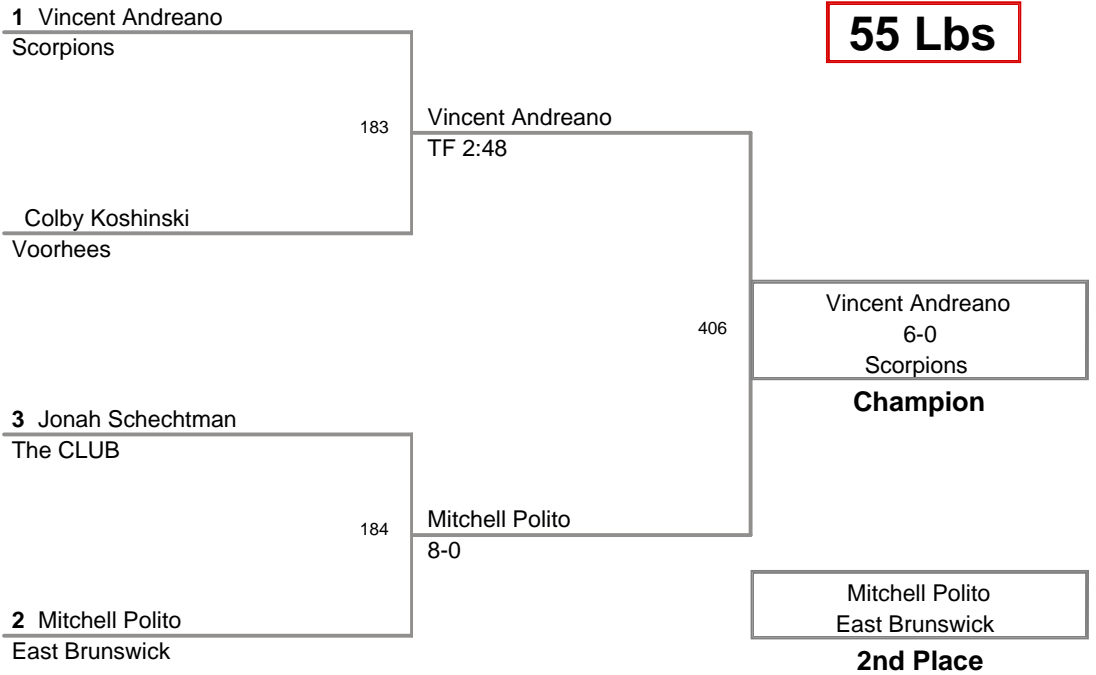 1 Vincent Andreano
55 Lbs
Scorpions
183
Vincent Andreano
TF 2:48
Colby Koshinski
Voorhees
406
Vincent Andreano
6-0
Scorpions
Champion
3 Jonah Schechtman
The CLUB
184
Mitchell Polito
8-0
2 Mitchell Polito
East Brunswick
Mitchell Polito
East Brunswick
2nd Place